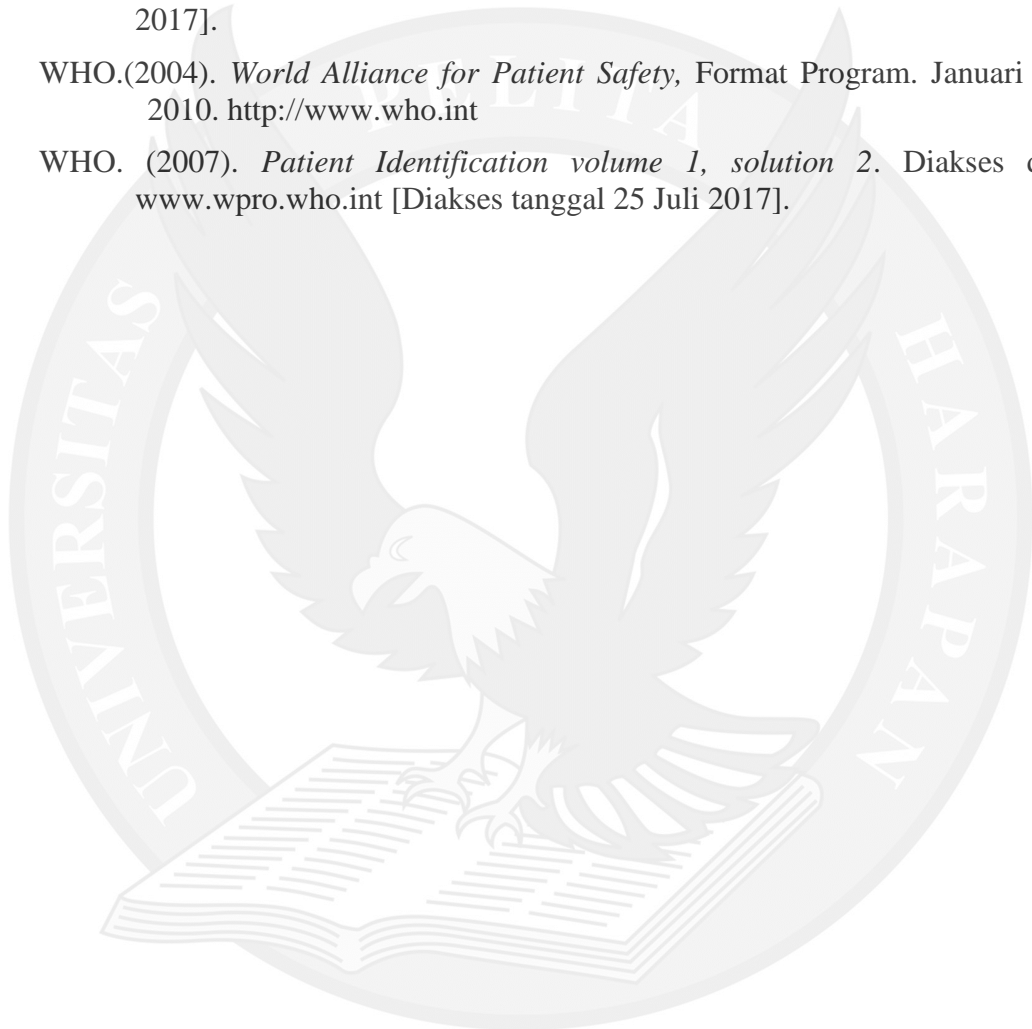 2017].
WHO.(2004). World Alliance for Patient Safety, Format Program. Januari
2010. http://www.who.int
WHO. (2007). Patient Identification volume 1, solution 2. Diakses
www.wpro.who.int [Diakses tanggal 25 Juli 2017].
UNIVERSITAS PELITA HARAPAN